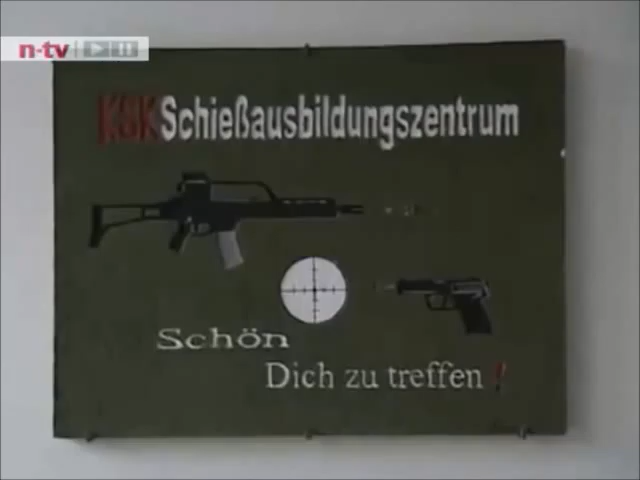 n-tv
KSK Schießausbildungszentrum
Schön
Dich zu treffen !